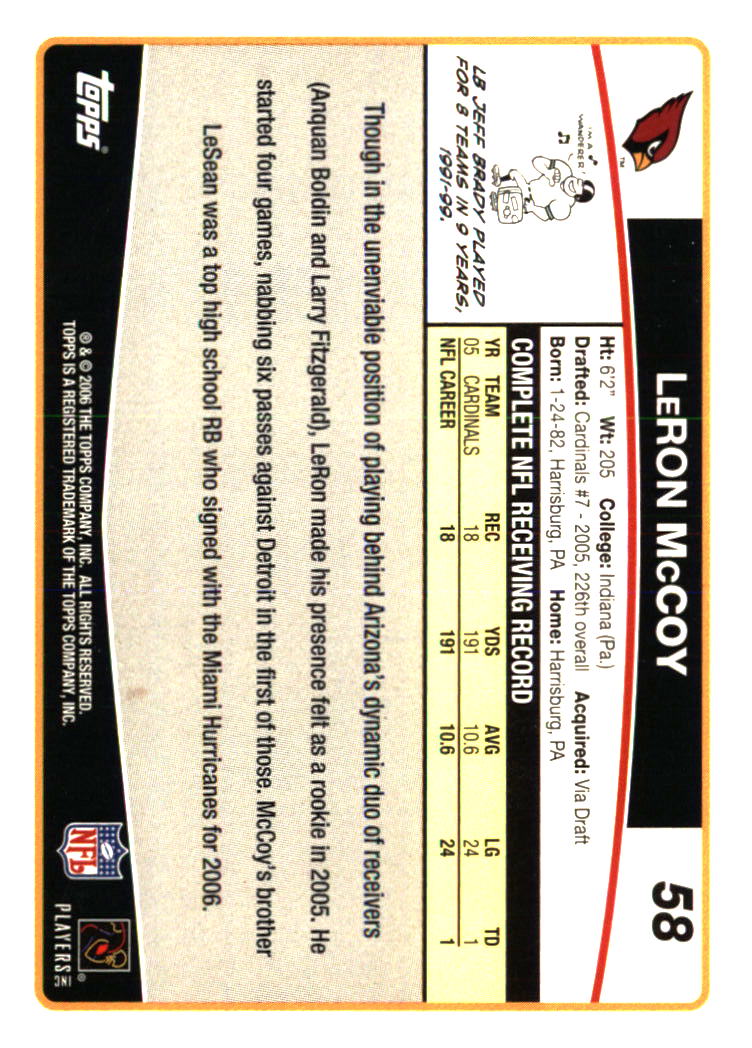 LERON McCOY
58
Ht: 6'2" Wt: 205 College: Indiana (Pa.)
Drafted: Cardinals #7 - 2005, 226th overall Acquired: Via Draft
Born: 1-24-82, Harrisburg, PA Home: Harrisburg, PA
TM
I'M A
WANDERER
LB JEFF BRADY PLAYED
FOR 8 TEAMS IN 9 YEARS,
1991-99.
COMPLETE NFL RECEIVING RECORD
YR TEAM REC YDS AVG LG TD
05 CARDINALS 18 191 10.6 24 1
NFL CAREER 18 191 10.6 24 1
Though in the unenviable position of playing behind Arizona's dynamic duo of receivers
(Anquan Boldin and Larry Fitzgerald), LeRon made his presence felt as a rookie in 2005. He
started four games, nabbing six passes against Detroit in the first of those. McCoy's brother
LeSean was a top high school RB who signed with the Miami Hurricanes for 2006.
topps®
® & © 2006 THE TOPPS COMPANY, INC. ALL RIGHTS RESERVED.
TOPPS IS A REGISTERED TRADEMARK OF THE TOPPS COMPANY, INC.
NFL
PLAYERS INC
®